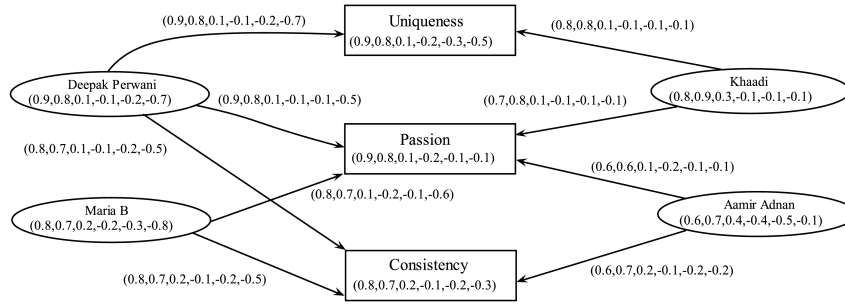 (0.9,0.8,0.1,-0.1,-0.2,-0.7)
Uniqueness
(0.9,0.8,0.1,-0.2,-0.3,-0.5)
(0.8,0.8,0.1,-0.1,-0.1,-0.1)
Deepak Perwani
(0.9,0.8,0.1,-0.1,-0.2,-0.7)
(0.9,0.8,0.1,-0.1,-0.1,-0.5)
(0.7,0.8,0.1,-0.1,-0.1,-0.1)
Khaadi
(0.8,0.9,0.3,-0.1,-0.1,-0.1)
Passion
(0.9,0.8,0.1,-0.2,-0.1,-0.1)
(0.8,0.7,0.1,-0.1,-0.2,-0.5)
(0.6,0.6,0.1,-0.2,-0.1,-0.1)
(0.8,0.7,0.1,-0.2,-0.1,-0.6)
Maria B
(0.8,0.7,0.2,-0.2,-0.3,-0.8)
Aamir Adnan
(0.6,0.7,0.4,-0.4,-0.5,-0.1)
Consistency
(0.8,0.7,0.2,-0.1,-0.2,-0.3)
(0.8,0.7,0.2,-0.1,-0.2,-0.5)
(0.6,0.7,0.2,-0.1,-0.2,-0.2)